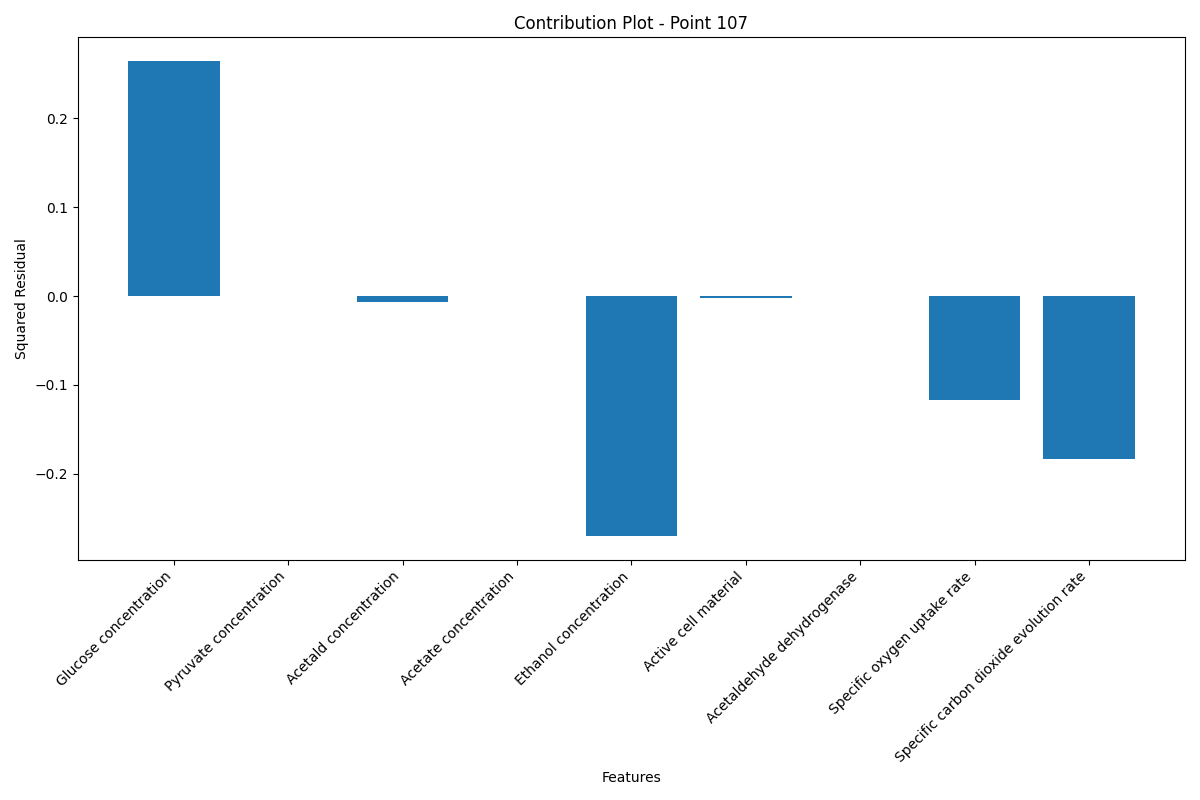 Contribution Plot - Point 107
Squared Residual
0.2
0.1
0.0
−0.1
−0.2
Glucose concentration
Pyruvate concentration
Acetald concentration
Acetate concentration
Ethanol concentration
Active cell material
Acetaldehyde dehydrogenase
Specific oxygen uptake rate
Specific carbon dioxide evolution rate
Features